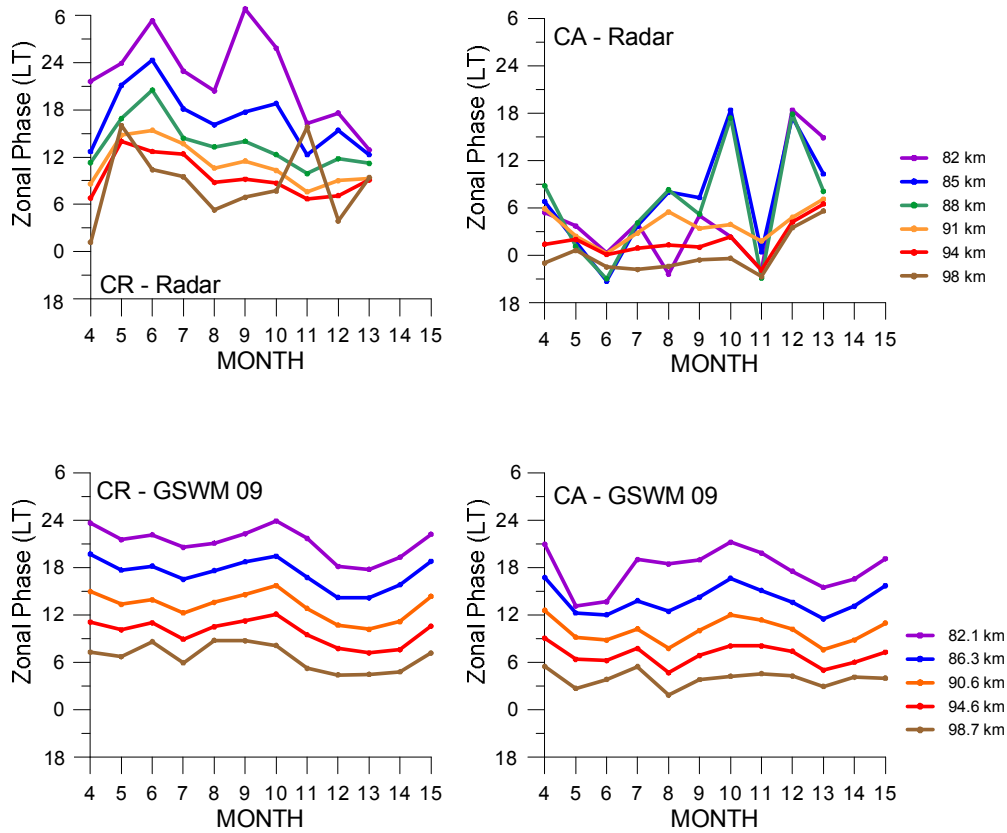 Zonal Phase (LT)
6
24
18
12
6
0
18
CR - Radar
4 5 6 7 8 9 10 11 12 13 14 15
MONTH
Zonal Phase (LT)
6
24
18
12
6
0
18
CA - Radar
4 5 6 7 8 9 10 11 12 13 14 15
MONTH
82 km
85 km
88 km
91 km
94 km
98 km
Zonal Phase (LT)
6
24
18
12
6
0
18
CR - GSWM 09
4 5 6 7 8 9 10 11 12 13 14 15
MONTH
Zonal Phase (LT)
6
24
18
12
6
0
18
CA - GSWM 09
4 5 6 7 8 9 10 11 12 13 14 15
MONTH
82.1 km
86.3 km
90.6 km
94.6 km
98.7 km